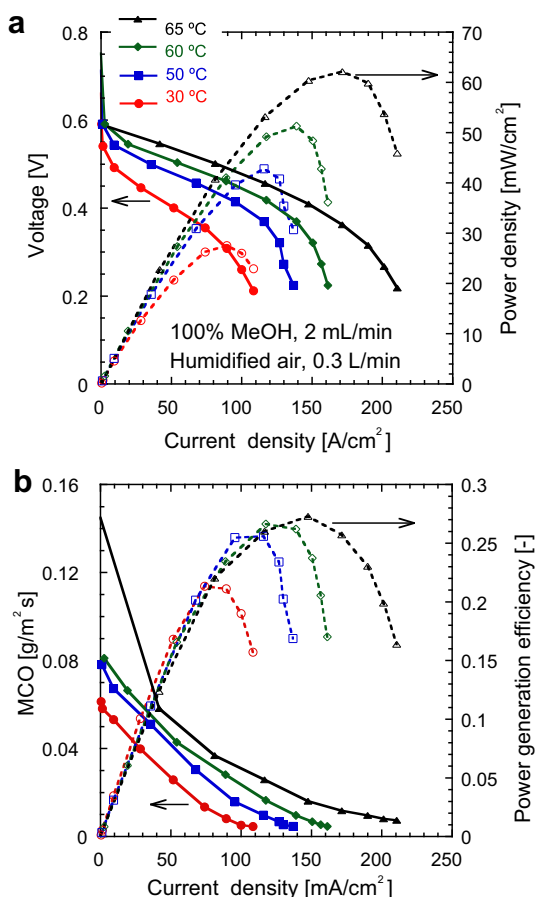 a
65 ºC
60 ºC
50 ºC
30 ºC
0.8
0.6
0.4
0.2
0
Voltage [V]
70
60
50
40
30
20
10
0
Power density [mW/cm²]
100% MeOH, 2 mL/min
Humidified air, 0.3 L/min
0 50 100 150 200 250
Current density [A/cm²]
b
0.16
0.12
0.08
0.04
0
MCO [g/m² s]
0.3
0.25
0.2
0.15
0.1
0.05
0
Power generation efficiency [-]
0 50 100 150 200 250
Current density [mA/cm²]